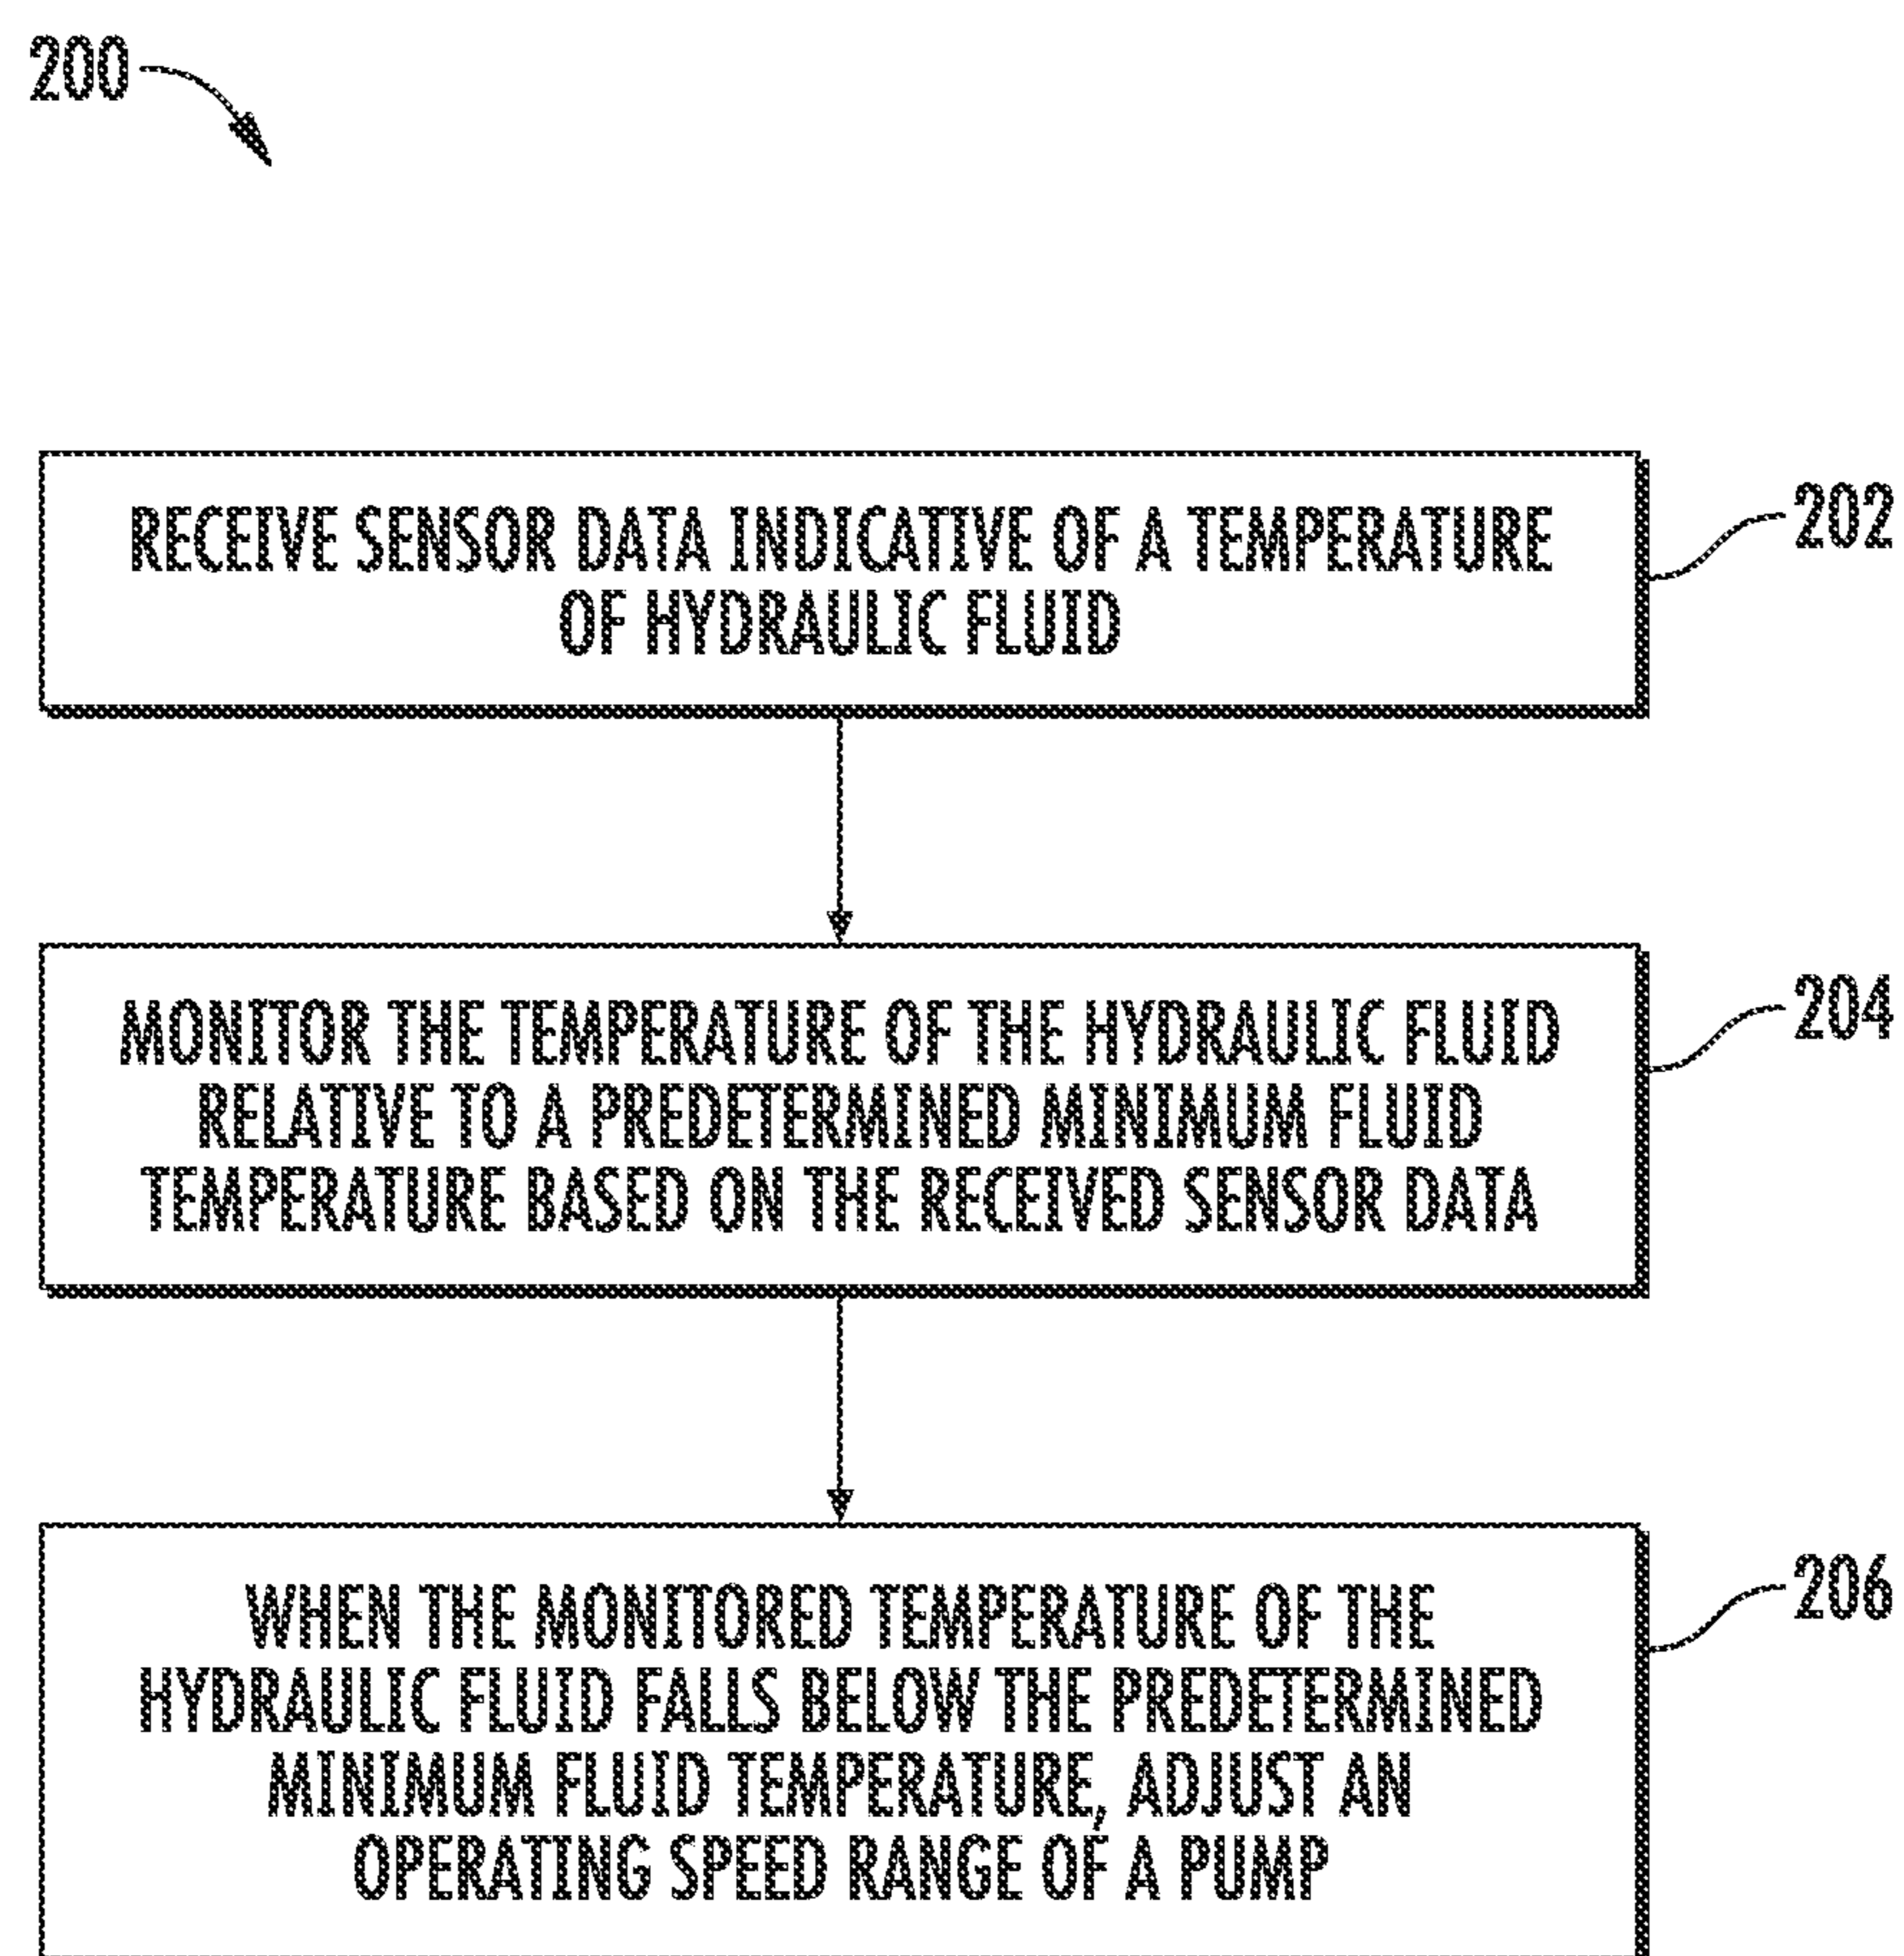 200
RECEIVE SENSOR DATA INDICATIVE OF A TEMPERATURE
OF HYDRAULIC FLUID
202
MONITOR THE TEMPERATURE OF THE HYDRAULIC FLUID
RELATIVE TO A PREDETERMINED MINIMUM FLUID
TEMPERATURE BASED ON THE RECEIVED SENSOR DATA
204
WHEN THE MONITORED TEMPERATURE OF THE
HYDRAULIC FLUID FALLS BELOW THE PREDETERMINED
MINIMUM FLUID TEMPERATURE, ADJUST AN
OPERATING SPEED RANGE OF A PUMP
206